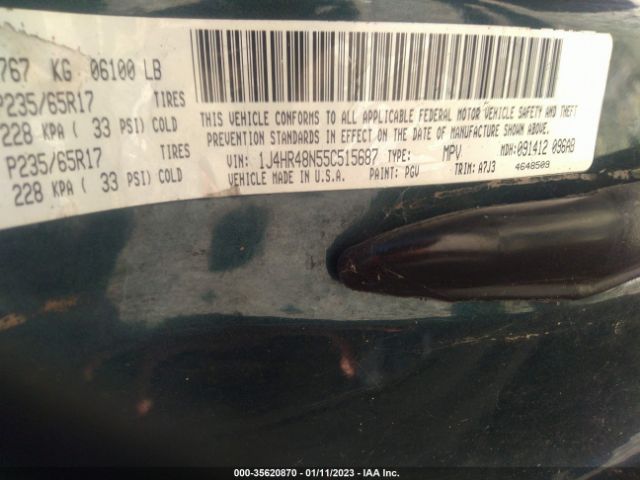 767 KG 06100 LB
P235/65R17 TIRES
228 KPA ( 33 PSI) COLD
P235/65R17 TIRES
228 KPA ( 33 PSI) COLD
THIS VEHICLE CONFORMS TO ALL APPLICABLE FEDERAL MOTOR VEHICLE SAFETY AND THEFT
PREVENTION STANDARDS IN EFFECT ON THE DATE OF MANUFACTURE SHOWN ABOVE.
VIN: 1J4HR48N55C515687 TYPE: MPV MDH: 091412 096AB
VEHICLE MADE IN U.S.A. PAINT: PGV TRIM: A7J3 4648509
000-35620870 - 01/11/2023 - IAA Inc.